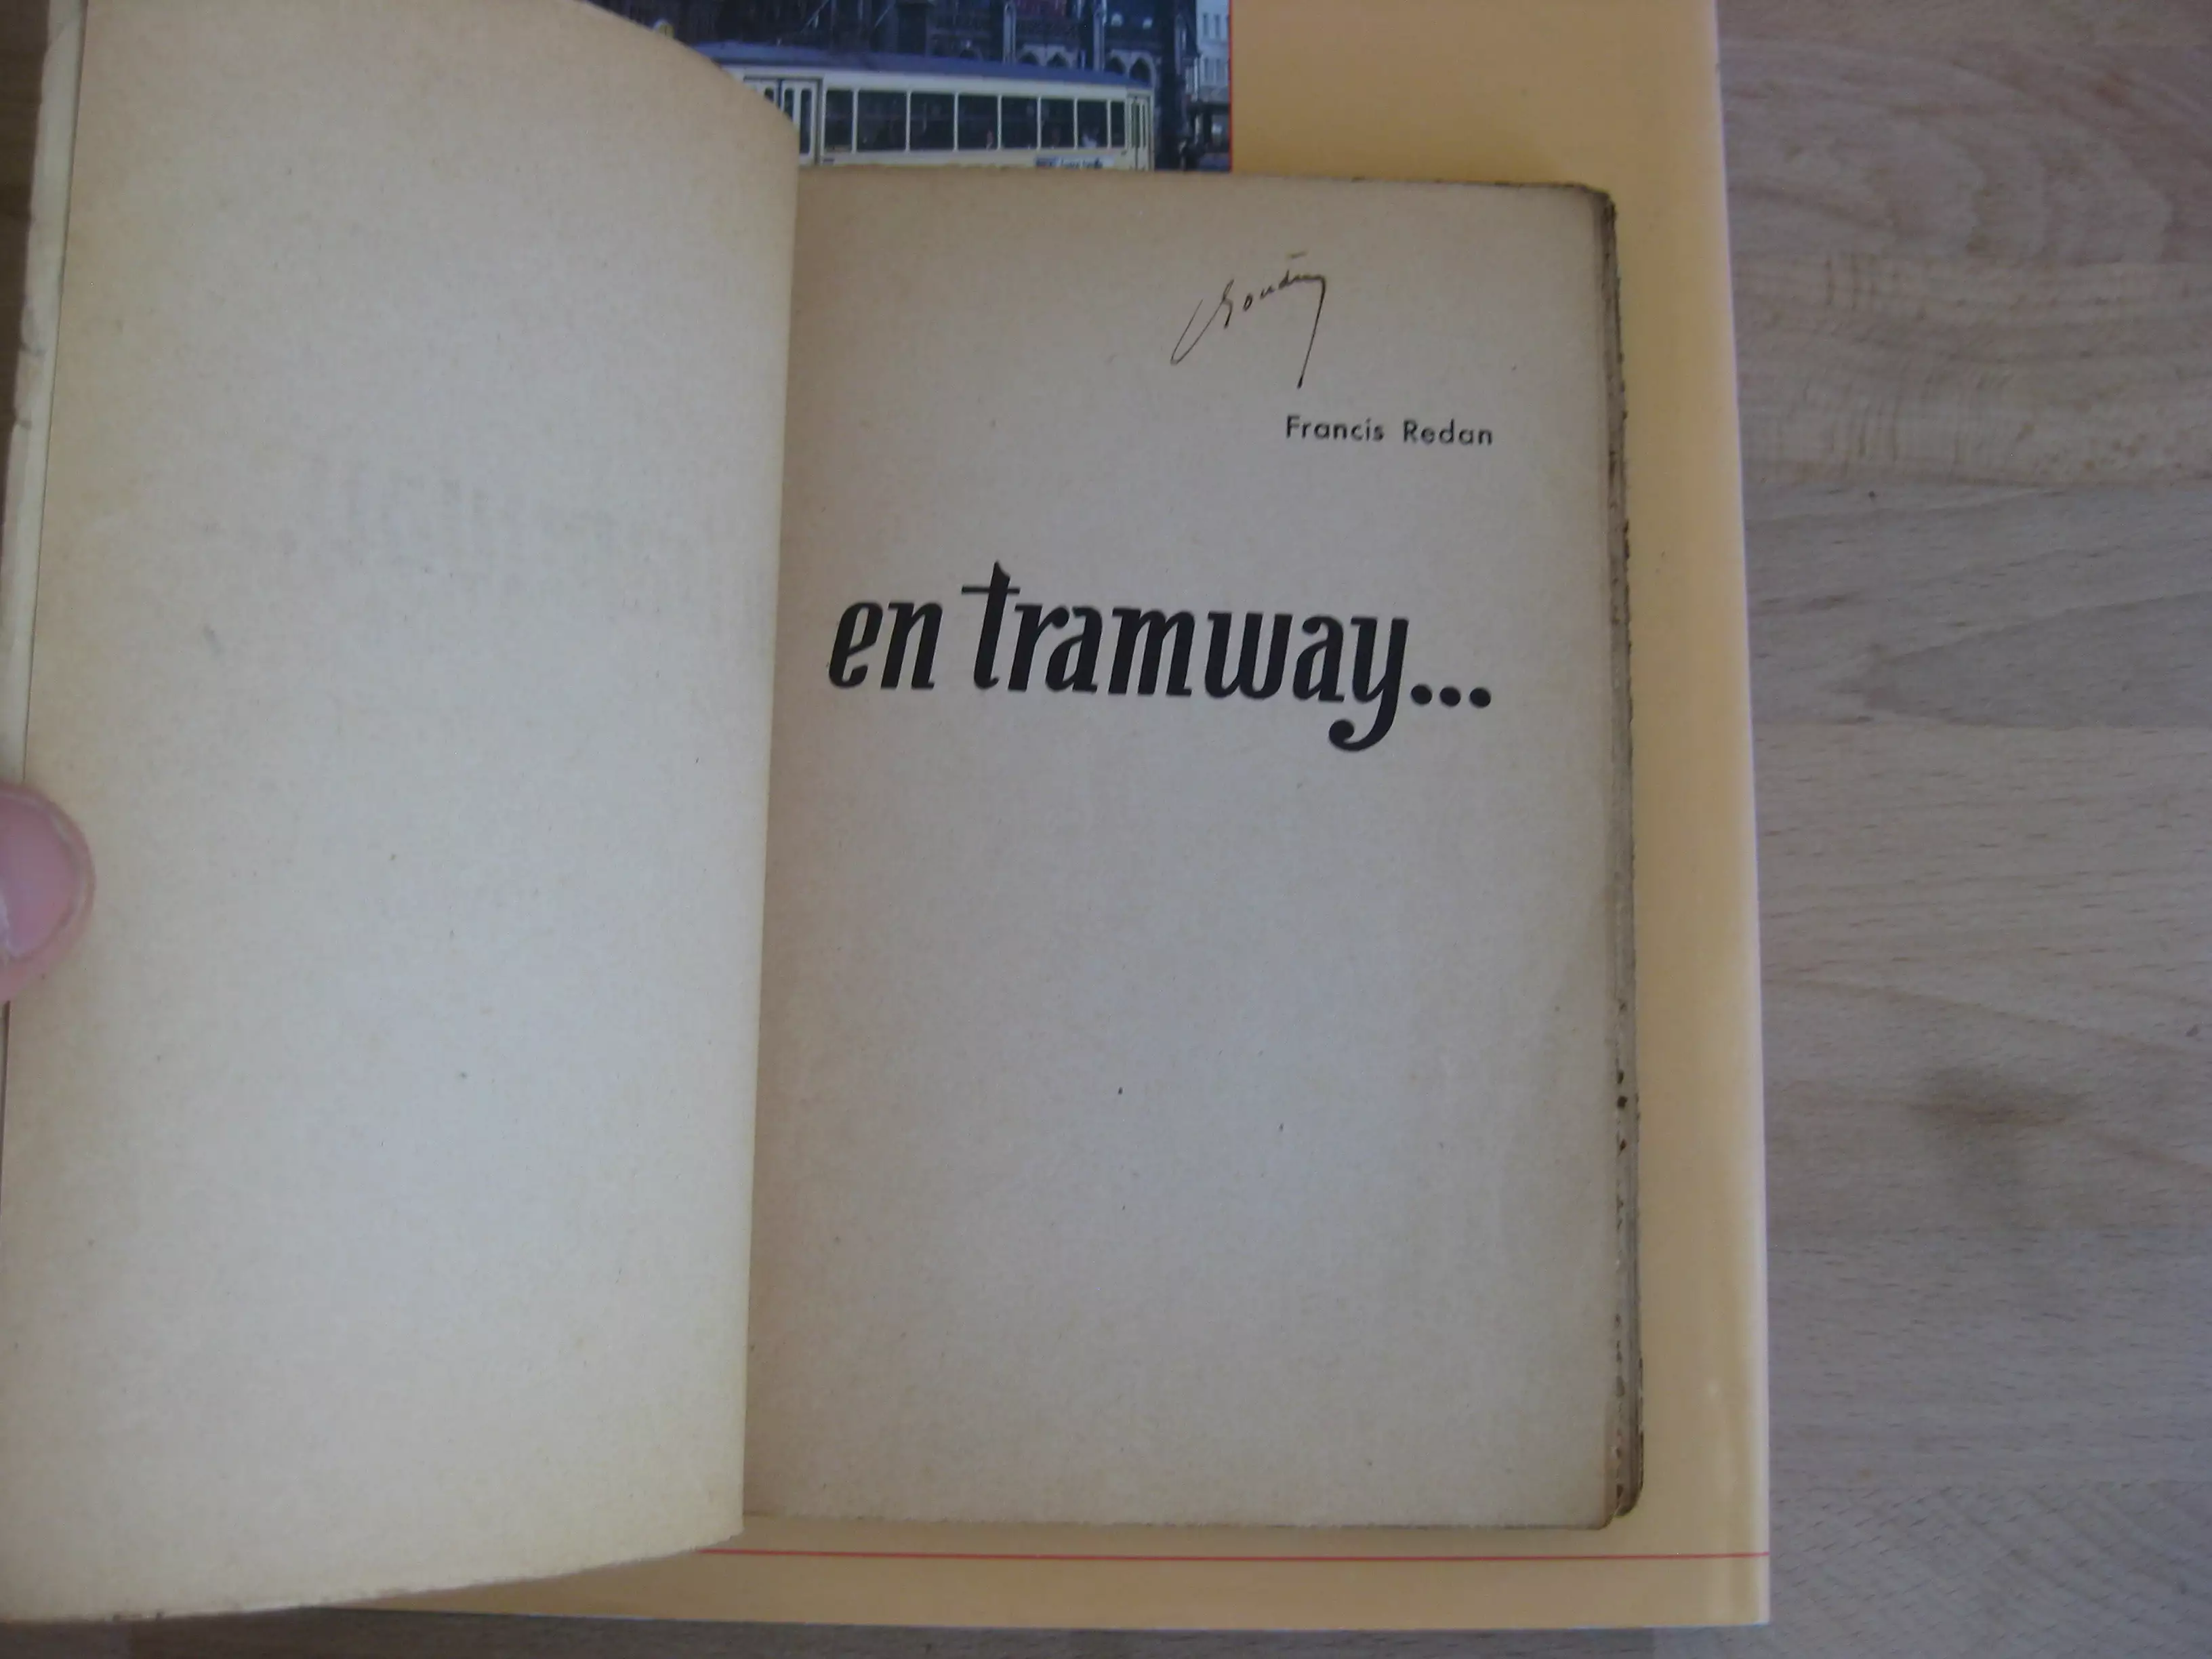 Francis Redan
en tramway...